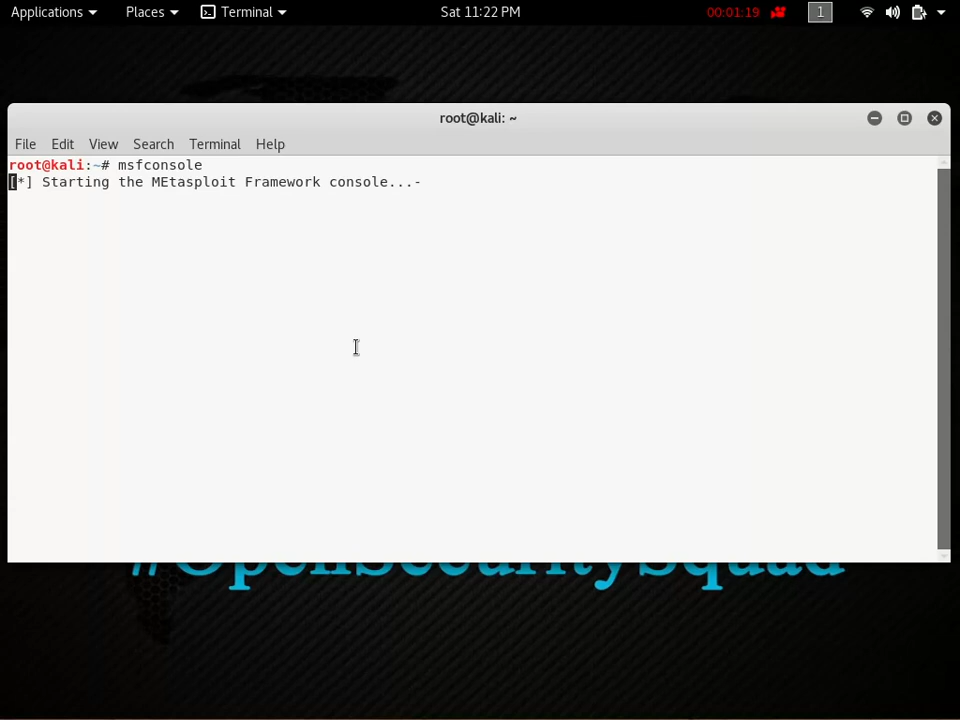 Applications Places Terminal Sat 11:22 PM 00:01:19 1
root@kali: ~
File Edit View Search Terminal Help
root@kali:~# msfconsole
[*] Starting the MEtasploit Framework console...-
#OpenSecuritySquad